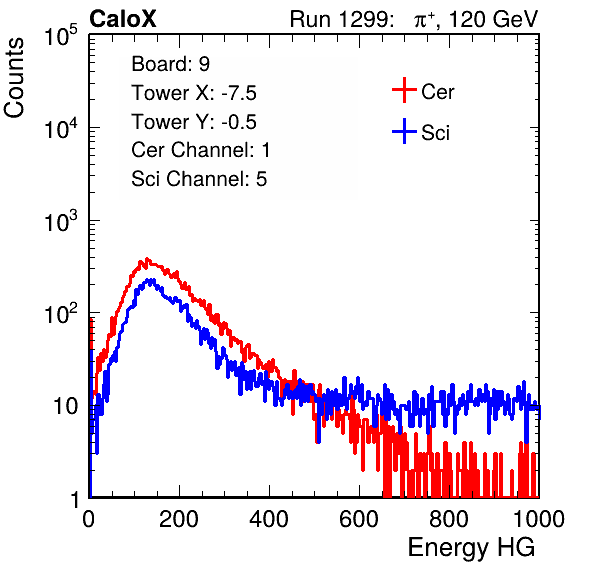 CaloX Run 1299: π⁺, 120 GeV
Counts
10⁵
10⁴
10³
10²
10
1
Board: 9
Tower X: -7.5
Tower Y: -0.5
Cer Channel: 1
Sci Channel: 5
Cer
Sci
0 200 400 600 800 1000
Energy HG